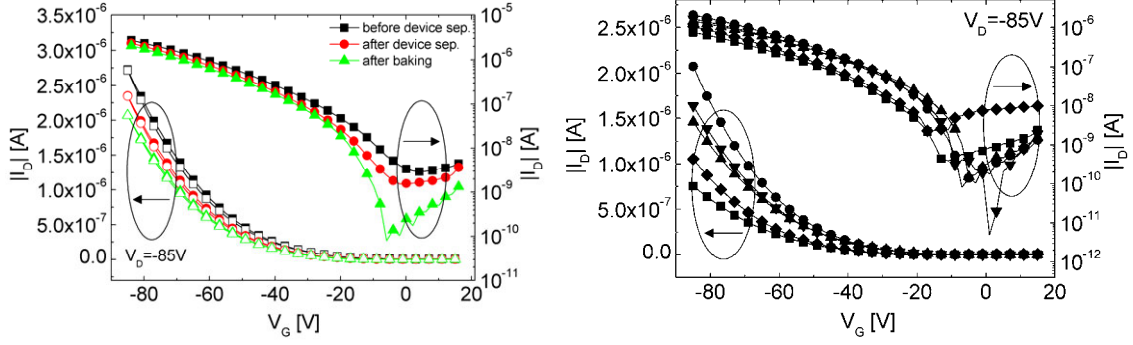 3.5x10⁻⁶
3.0x10⁻⁶
2.5x10⁻⁶
2.0x10⁻⁶
1.5x10⁻⁶
1.0x10⁻⁶
5.0x10⁻⁷
0.0
|I_D| [A]
before device sep.
after device sep.
after baking
V_D=-85V
10⁻⁵
10⁻⁶
10⁻⁷
10⁻⁸
10⁻⁹
10⁻¹⁰
10⁻¹¹
|I_D| [A]
-80 -60 -40 -20 0 20
V_G [V]
2.5x10⁻⁶
2.0x10⁻⁶
1.5x10⁻⁶
1.0x10⁻⁶
5.0x10⁻⁷
0.0
|I_D| [A]
V_D=-85V
10⁻⁶
10⁻⁷
10⁻⁸
10⁻⁹
10⁻¹⁰
10⁻¹¹
10⁻¹²
|I_D| [A]
-80 -60 -40 -20 0 20
V_G [V]